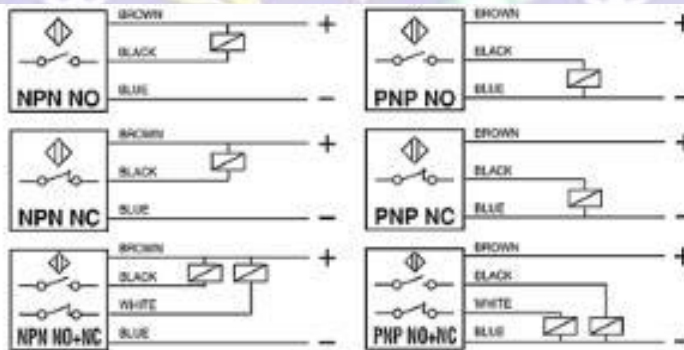 BROWN
+
BLACK
BLUE
−
NPN NO
BROWN
+
BLACK
BLUE
−
PNP NO
BROWN
+
BLACK
BLUE
−
NPN NC
BROWN
+
BLACK
BLUE
−
PNP NC
BROWN
+
BLACK
WHITE
BLUE
−
NPN NO+NC
BROWN
+
BLACK
WHITE
BLUE
−
PNP NO+NC